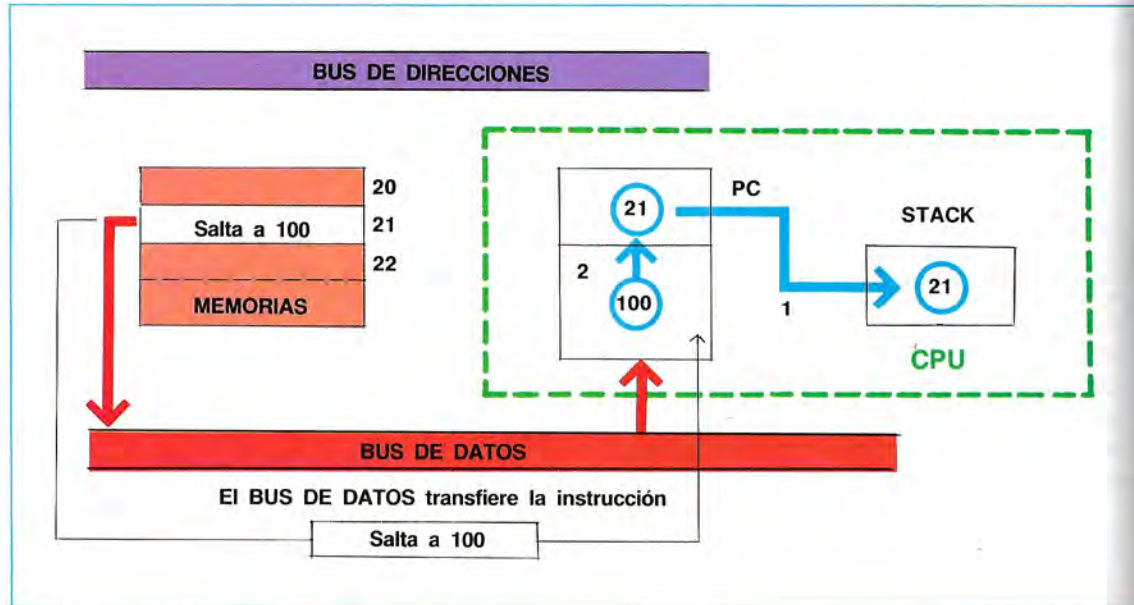 BUS DE DIRECCIONES
20
Salta a 100
21
22
MEMORIAS
21
PC
STACK
2
100
1
21
CPU
BUS DE DATOS
El BUS DE DATOS transfiere la instrucción
Salta a 100